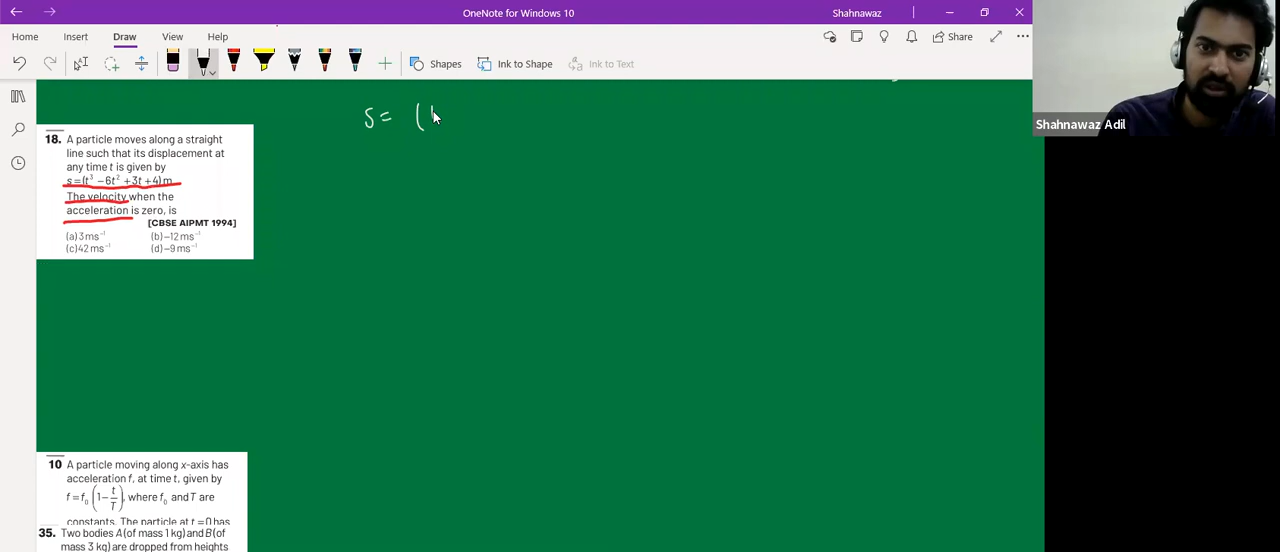 OneNote for Windows 10
Shahnawaz
Home Insert Draw View Help
Share
Shapes
Ink to Shape
Ink to Text
s= (
18. A particle moves along a straight
line such that its displacement at
any time t is given by
s=(t³ −6t² +3t+4)m
The velocity when the
acceleration is zero, is
[CBSE AIPMT 1994]
(a) 3 ms⁻¹ (b) −12 ms⁻¹
(c) 42 ms⁻¹ (d) −9 ms⁻¹
Shahnawaz Adil
10 A particle moving along x-axis has
acceleration f, at time t, given by
f=f₀(1−t/T), where f₀ and T are
constants. The particle at t=0 has
35. Two bodies A (of mass 1 kg) and B (of
mass 3 kg) are dropped from heights